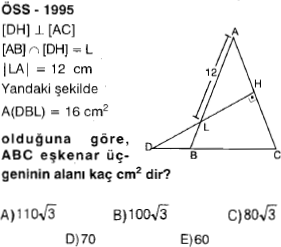 ÖSS - 1995
[DH] ⊥ [AC]
[AB] ∩ [DH] = L
|LA| = 12 cm
Yandaki şekilde
A(DBL) = 16 cm²
olduğuna göre,
ABC eşkenar üç-
geninin alanı kaç cm² dir?
A
12
H
L
D
B
C
A) 110√3 B) 100√3 C) 80√3
D) 70 E) 60